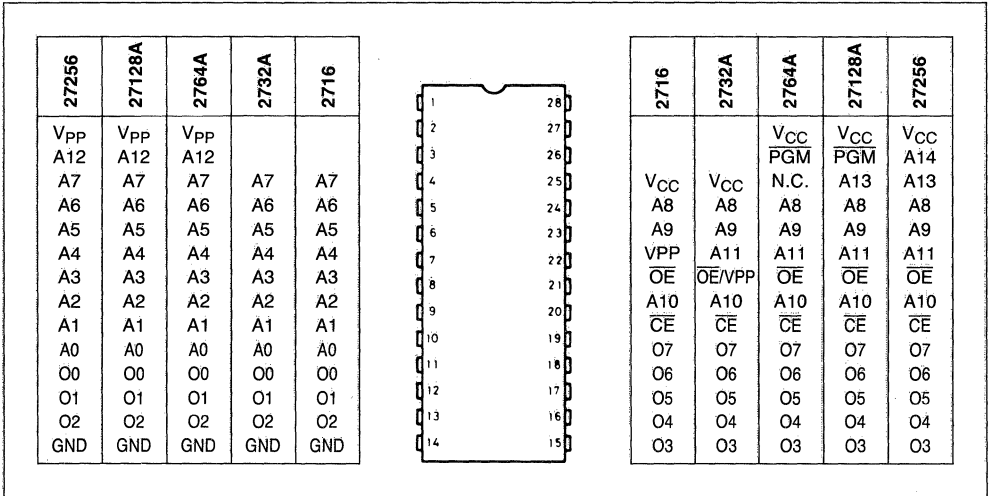 27256 27128A 2764A 2732A 2716
VPP VPP VPP
A12 A12 A12
A7 A7 A7 A7 A7
A6 A6 A6 A6 A6
A5 A5 A5 A5 A5
A4 A4 A4 A4 A4
A3 A3 A3 A3 A3
A2 A2 A2 A2 A2
A1 A1 A1 A1 A1
A0 A0 A0 A0 A0
O0 O0 O0 O0 O0
O1 O1 O1 O1 O1
O2 O2 O2 O2 O2
GND GND GND GND GND
1 28
2 27
3 26
4 25
5 24
6 23
7 22
8 21
9 20
10 19
11 18
12 17
13 16
14 15
2716 2732A 2764A 27128A 27256
VCC VCC VCC
PGM PGM A14
VCC VCC N.C. A13 A13
A8 A8 A8 A8 A8
A9 A9 A9 A9 A9
VPP A11 A11 A11 A11
OE OE/VPP OE OE OE
A10 A10 A10 A10 A10
CE CE CE CE CE
O7 O7 O7 O7 O7
O6 O6 O6 O6 O6
O5 O5 O5 O5 O5
O4 O4 O4 O4 O4
O3 O3 O3 O3 O3